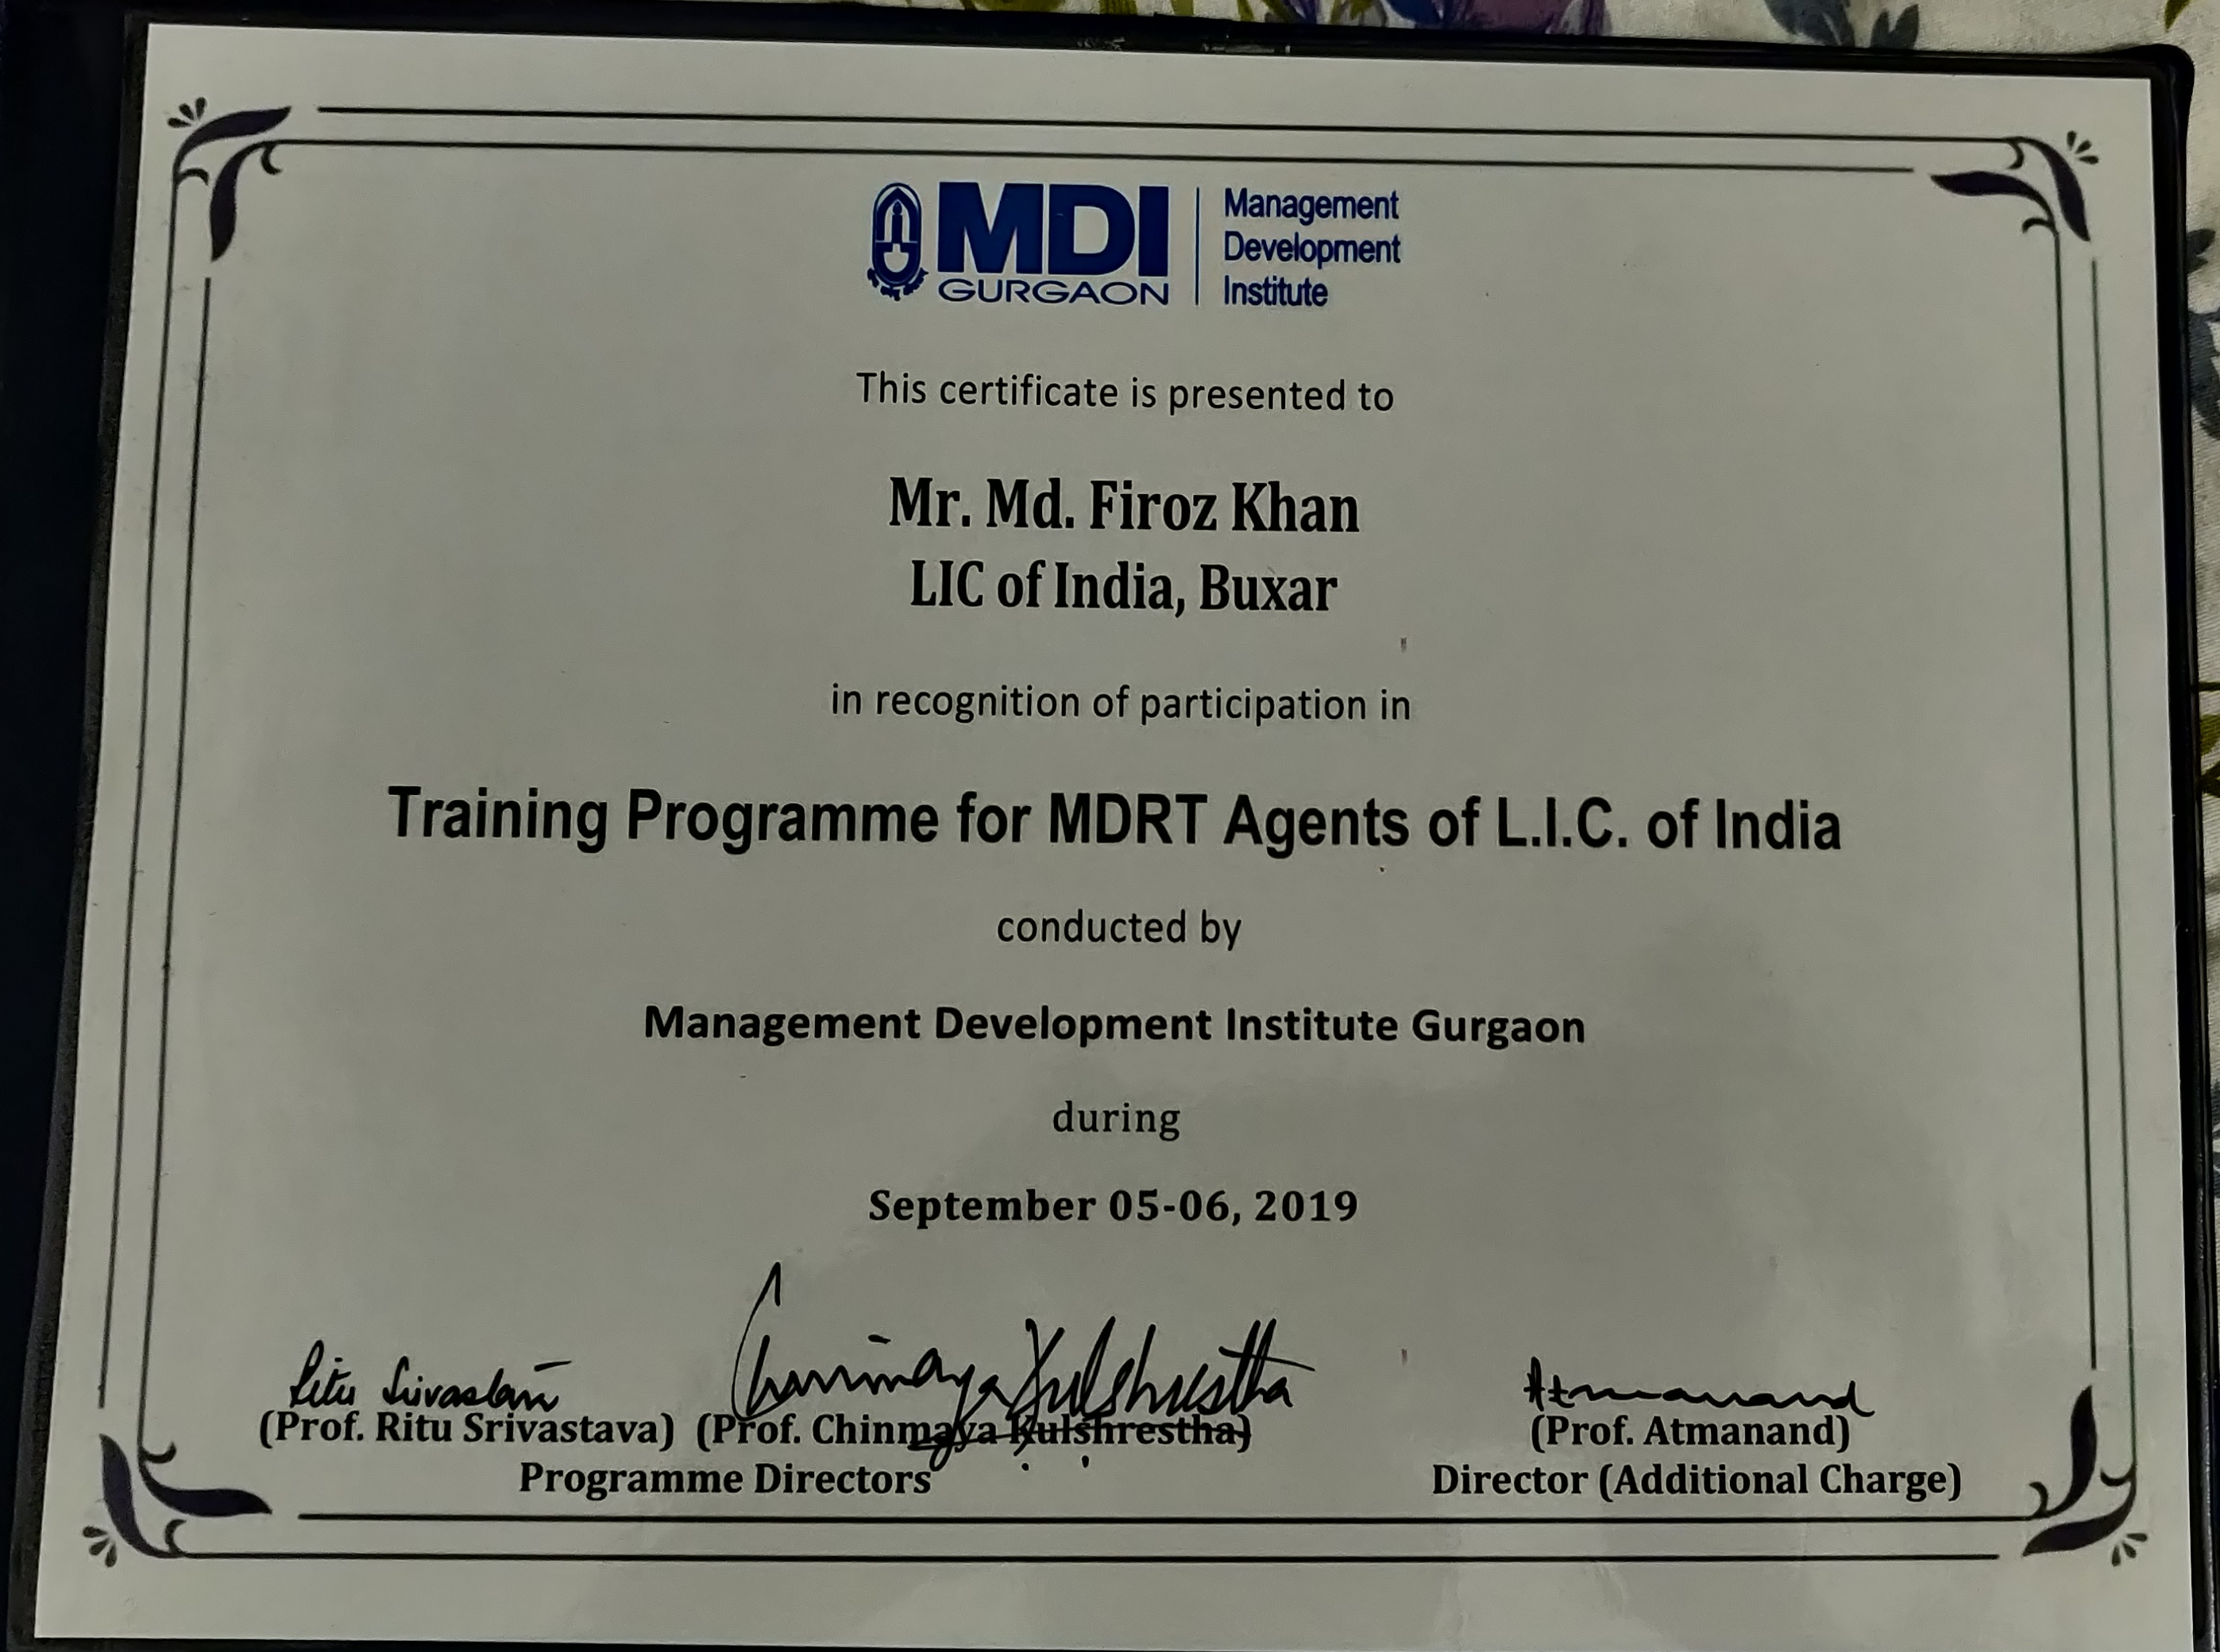 MDI
GURGAON
Management
Development
Institute
This certificate is presented to
Mr. Md. Firoz Khan
LIC of India, Buxar
in recognition of participation in
Training Programme for MDRT Agents of L.I.C. of India
conducted by
Management Development Institute Gurgaon
during
September 05-06, 2019
Ritu Srivastava Chinmaya Kulshrestha Atmanand
(Prof. Ritu Srivastava) (Prof. Chinmaya Kulshrestha) (Prof. Atmanand)
Programme Directors Director (Additional Charge)